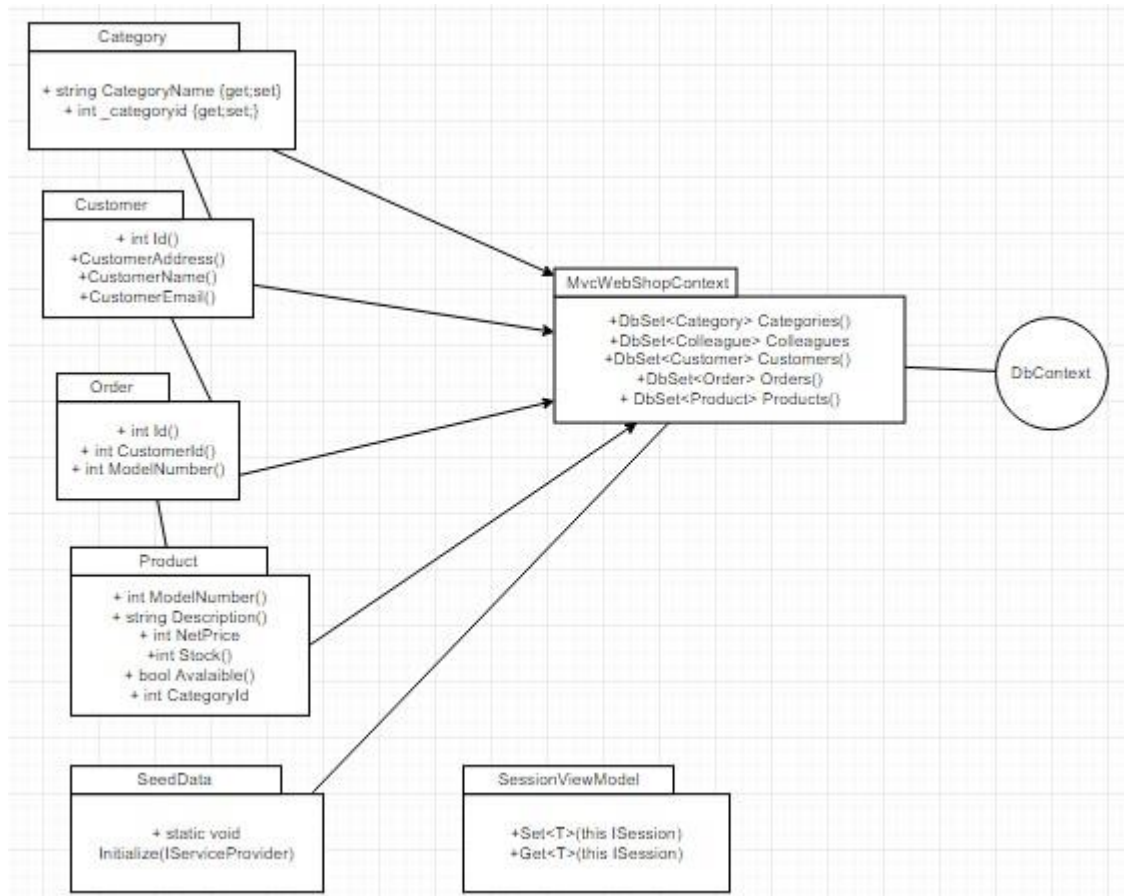 Category
+ string CategoryName {get;set}
+ int _categoryid {get;set;}
Customer
+ int Id()
+CustomerAddress()
+CustomerName()
+CustomerEmail()
Order
+ int Id()
+ int CustomerId()
+ int ModelNumber()
Product
+ int ModelNumber()
+ string Description()
+ int NetPrice
+int Stock()
+ bool Avalaible()
+ int CategoryId
SeedData
+ static void
Initialize(IServiceProvider)
MvcWebShopContext
+DbSet<Category> Categories()
+DbSet<Colleague> Colleagues
+DbSet<Customer> Customers()
+DbSet<Order> Orders()
+ DbSet<Product> Products()
DbContext
SessionViewModel
+Set<T>(this ISession)
+Get<T>(this ISession)